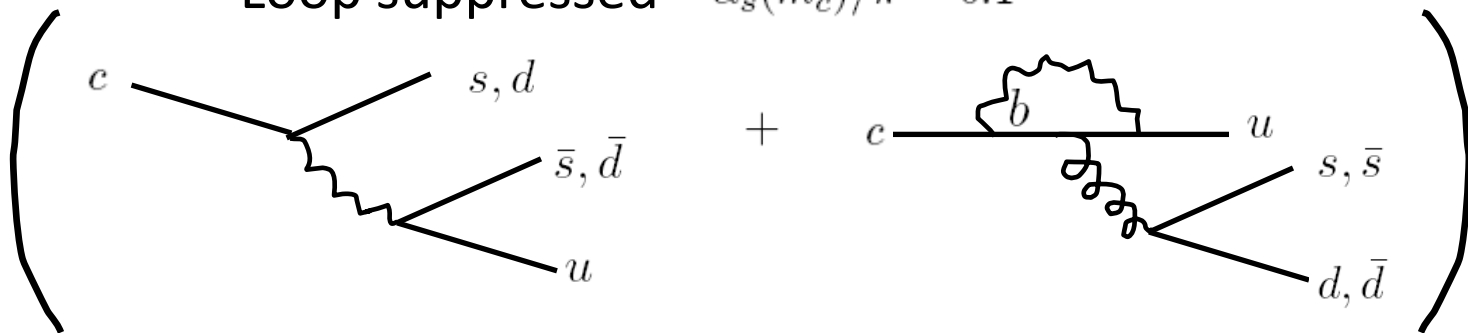 Loop suppressed
c s, d
s̄, d̄
u
+
c b u
s, s̄
d, d̄